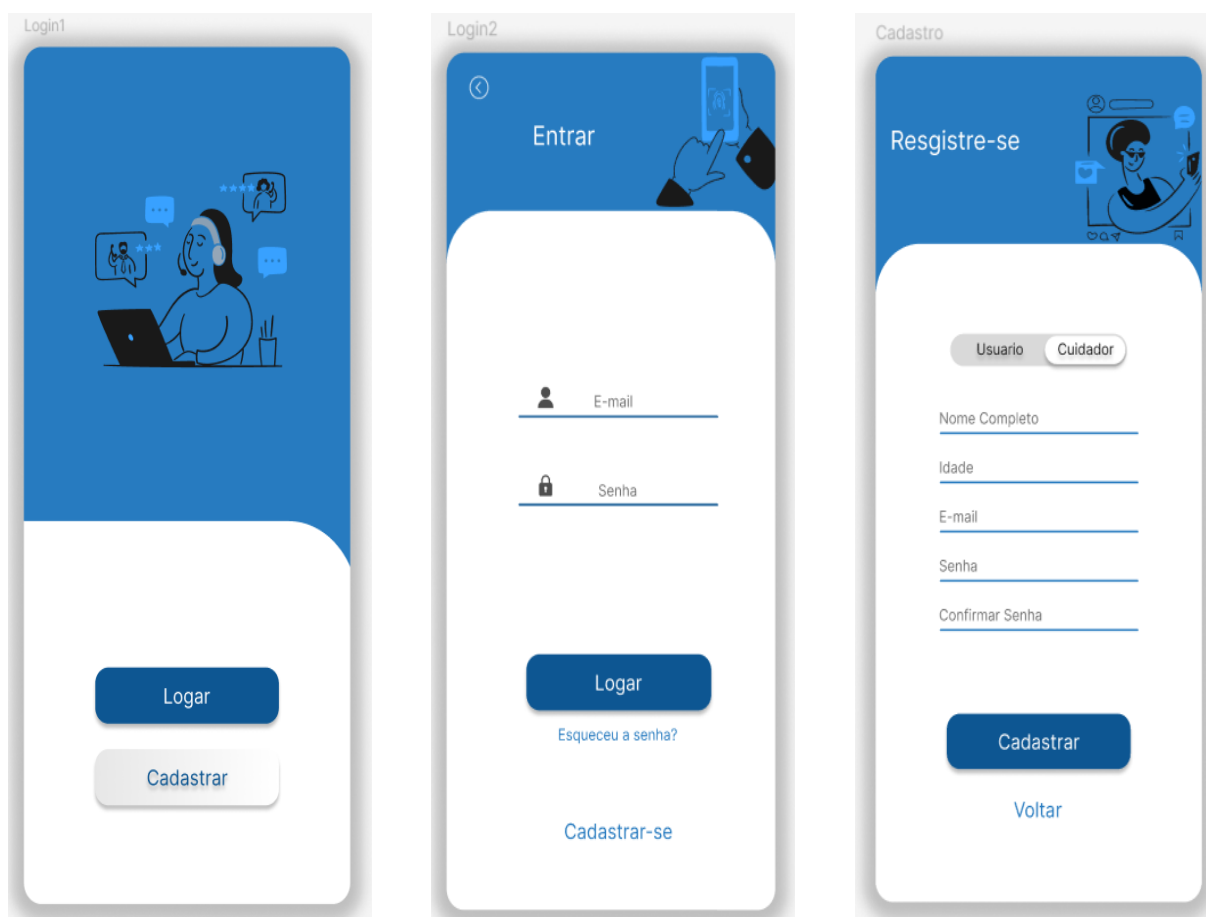 Login1
Logar
Cadastrar
Login2
Entrar
E-mail
Senha
Logar
Esqueceu a senha?
Cadastrar-se
Cadastro
Resgistre-se
Usuario Cuidador
Nome Completo
Idade
E-mail
Senha
Confirmar Senha
Cadastrar
Voltar